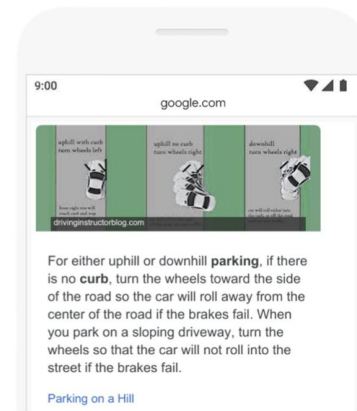 9:00
google.com
uphill with curb
turn wheels left
uphill no curb
turn wheels right
downhill
turn wheels right
drivinginstructorblog.com
For either uphill or downhill parking, if there
is no curb, turn the wheels toward the side
of the road so the car will roll away from the
center of the road if the brakes fail. When
you park on a sloping driveway, turn the
wheels so that the car will not roll into the
street if the brakes fail.
Parking on a Hill